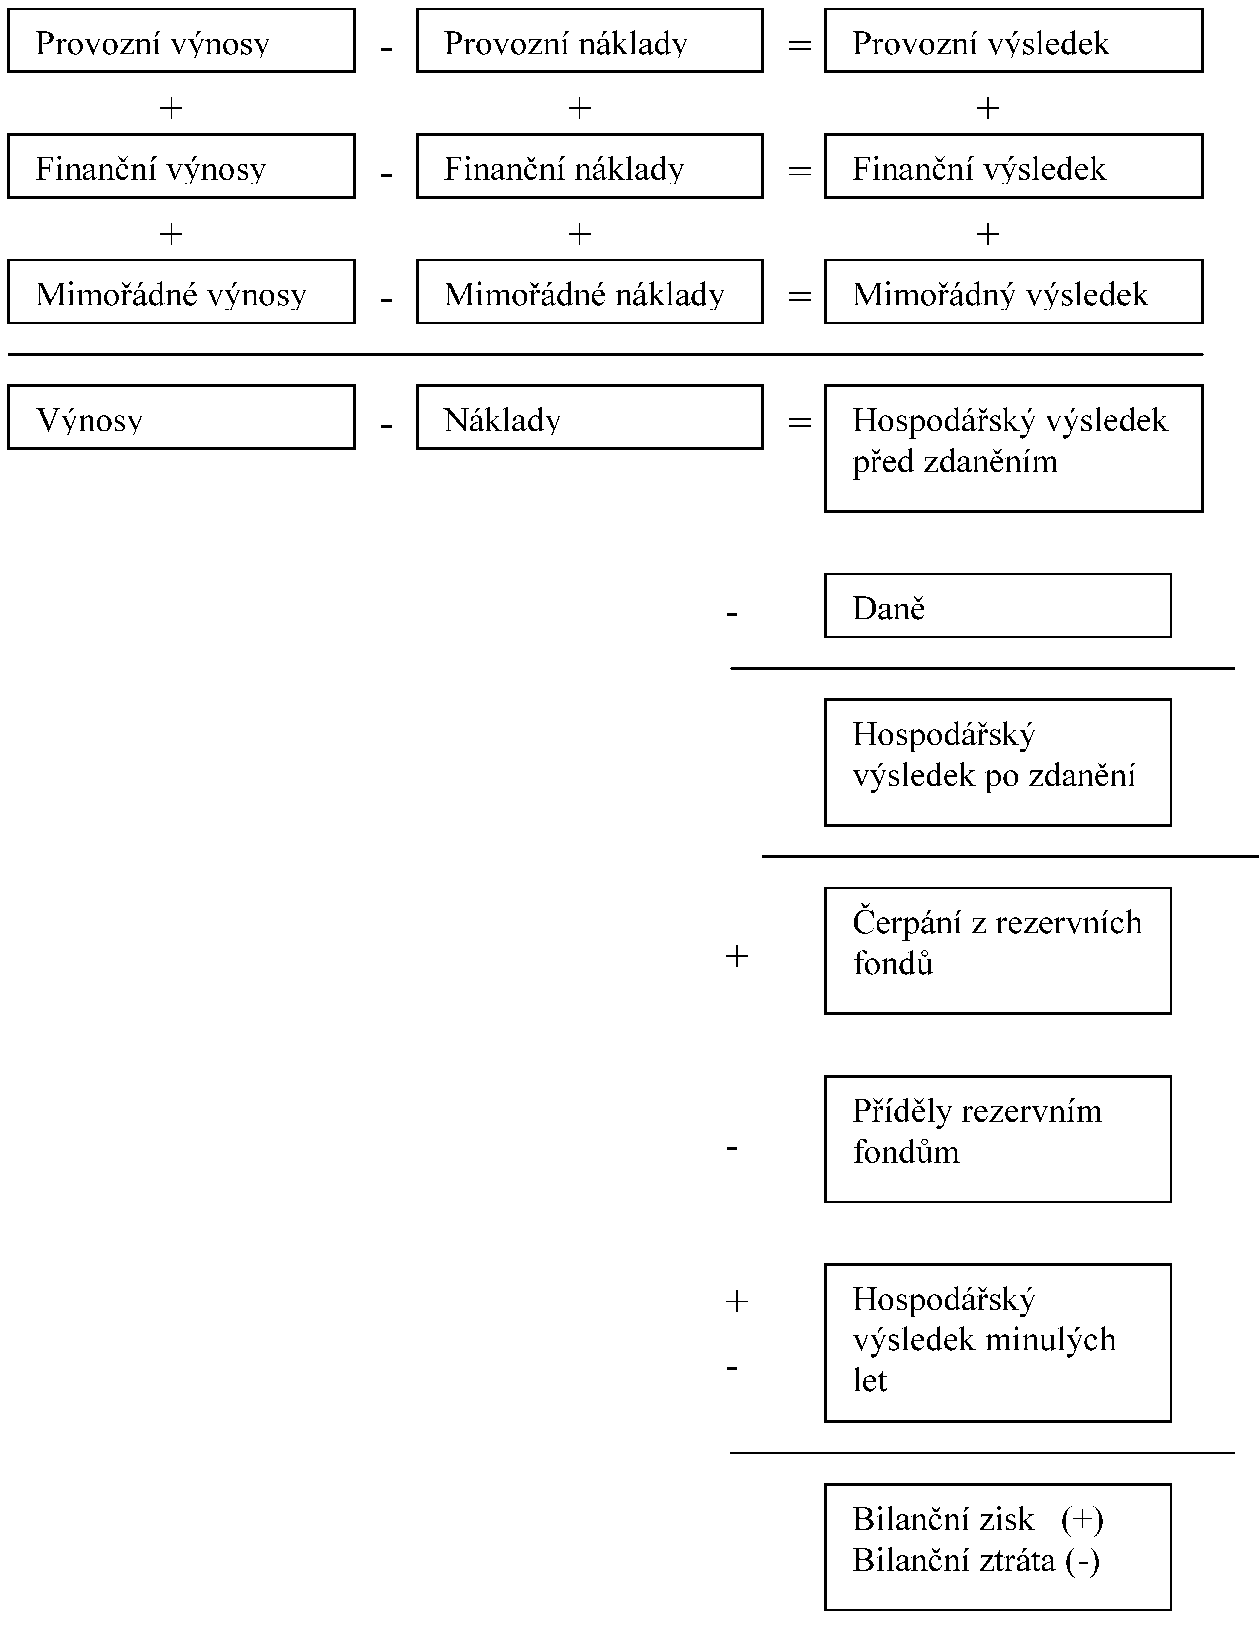 Provozní výnosy - Provozní náklady = Provozní výsledek
+ + +
Finanční výnosy - Finanční náklady = Finanční výsledek
+ + +
Mimořádné výnosy - Mimořádné náklady = Mimořádný výsledek
Výnosy - Náklady = Hospodářský výsledek
před zdaněním
- Daně
Hospodářský
výsledek po zdanění
Čerpání z rezervních
+ fondů
Příděly rezervním
- fondům
+ Hospodářský
výsledek minulých
- let
Bilanční zisk (+)
Bilanční ztráta (-)